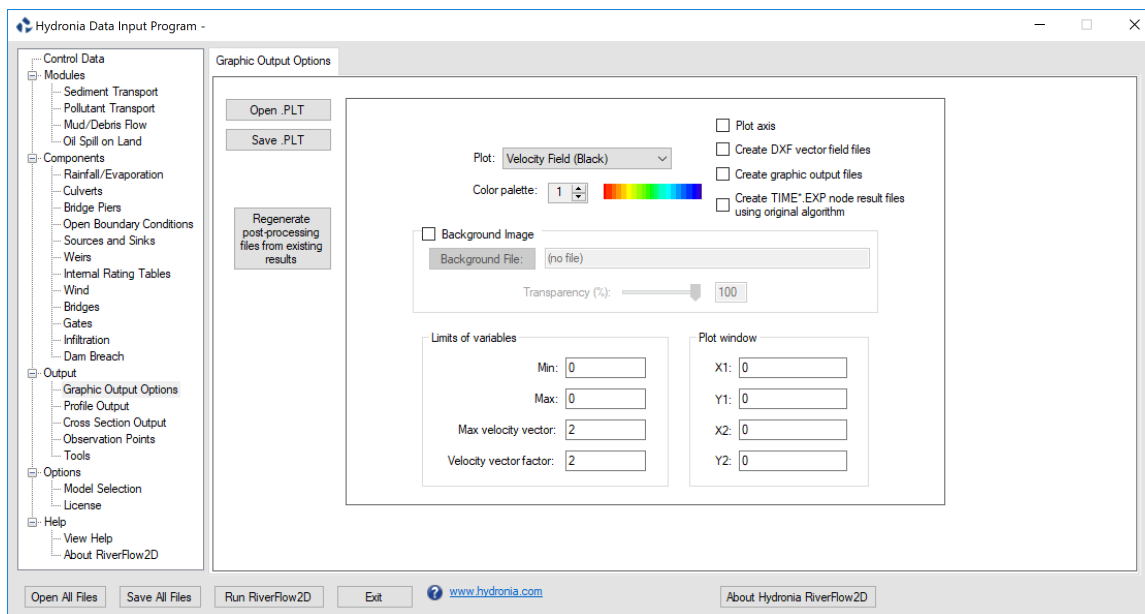 Hydronia Data Input Program -
Control Data
Modules
Sediment Transport
Pollutant Transport
Mud/Debris Flow
Oil Spill on Land
Components
Rainfall/Evaporation
Culverts
Bridge Piers
Open Boundary Conditions
Sources and Sinks
Weirs
Internal Rating Tables
Wind
Bridges
Gates
Infiltration
Dam Breach
Output
Graphic Output Options
Profile Output
Cross Section Output
Observation Points
Tools
Options
Model Selection
License
Help
View Help
About RiverFlow2D
Graphic Output Options
Open .PLT
Save .PLT
Regenerate
post-processing
files from existing
results
Plot: Velocity Field (Black)
Color palette: 1
Plot axis
Create DXF vector field files
Create graphic output files
Create TIME*.EXP node result files
using original algorithm
Background Image
Background File: (no file)
Transparency (%): 100
Limits of variables
Min: 0
Max: 0
Max velocity vector: 2
Velocity vector factor: 2
Plot window
X1: 0
Y1: 0
X2: 0
Y2: 0
Open All Files Save All Files Run RiverFlow2D Exit ? www.hydronia.com About Hydronia RiverFlow2D